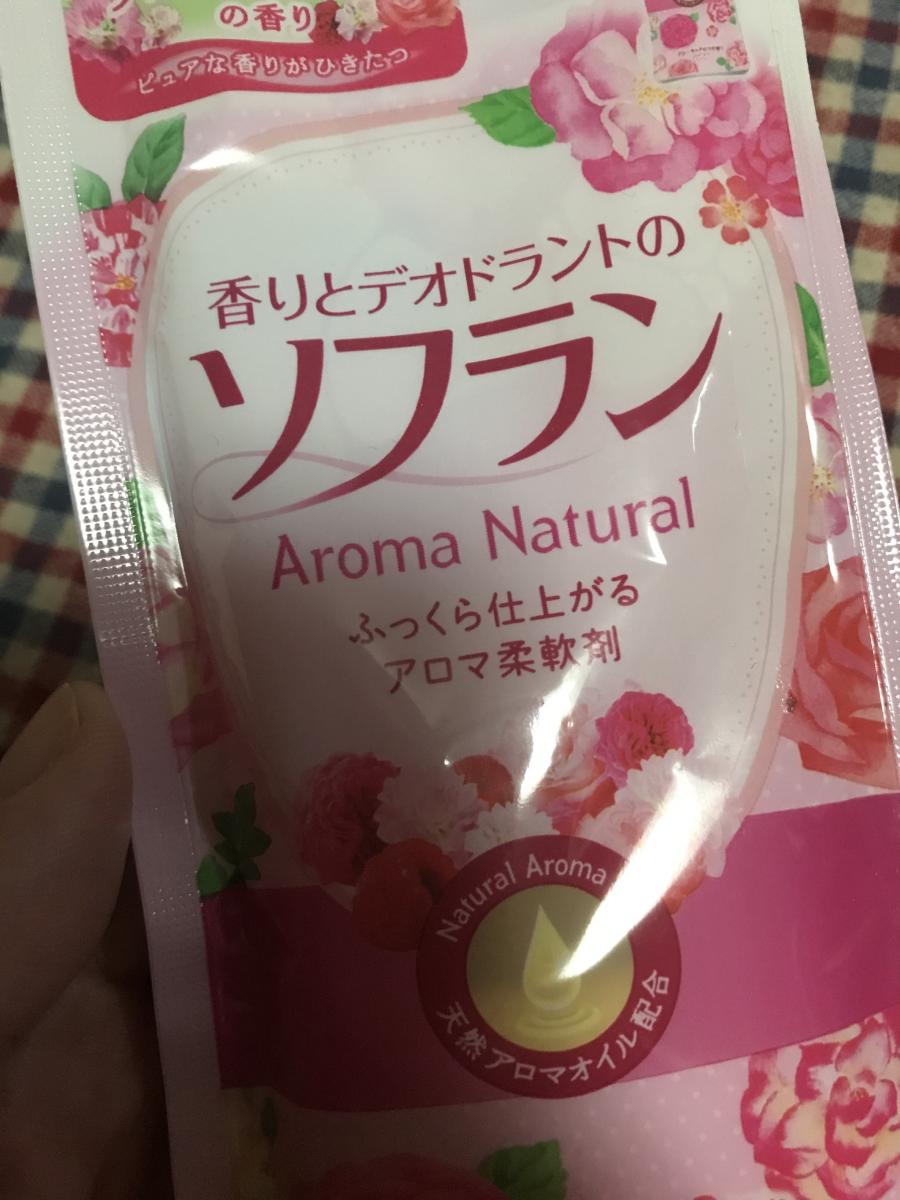 の香り
ピュアな香りがひきたつ
香りとデオドラントの
ソフラン
Aroma Natural
ふっくら仕上がる
アロマ柔軟剤
Natural Aroma
天然アロマオイル配合